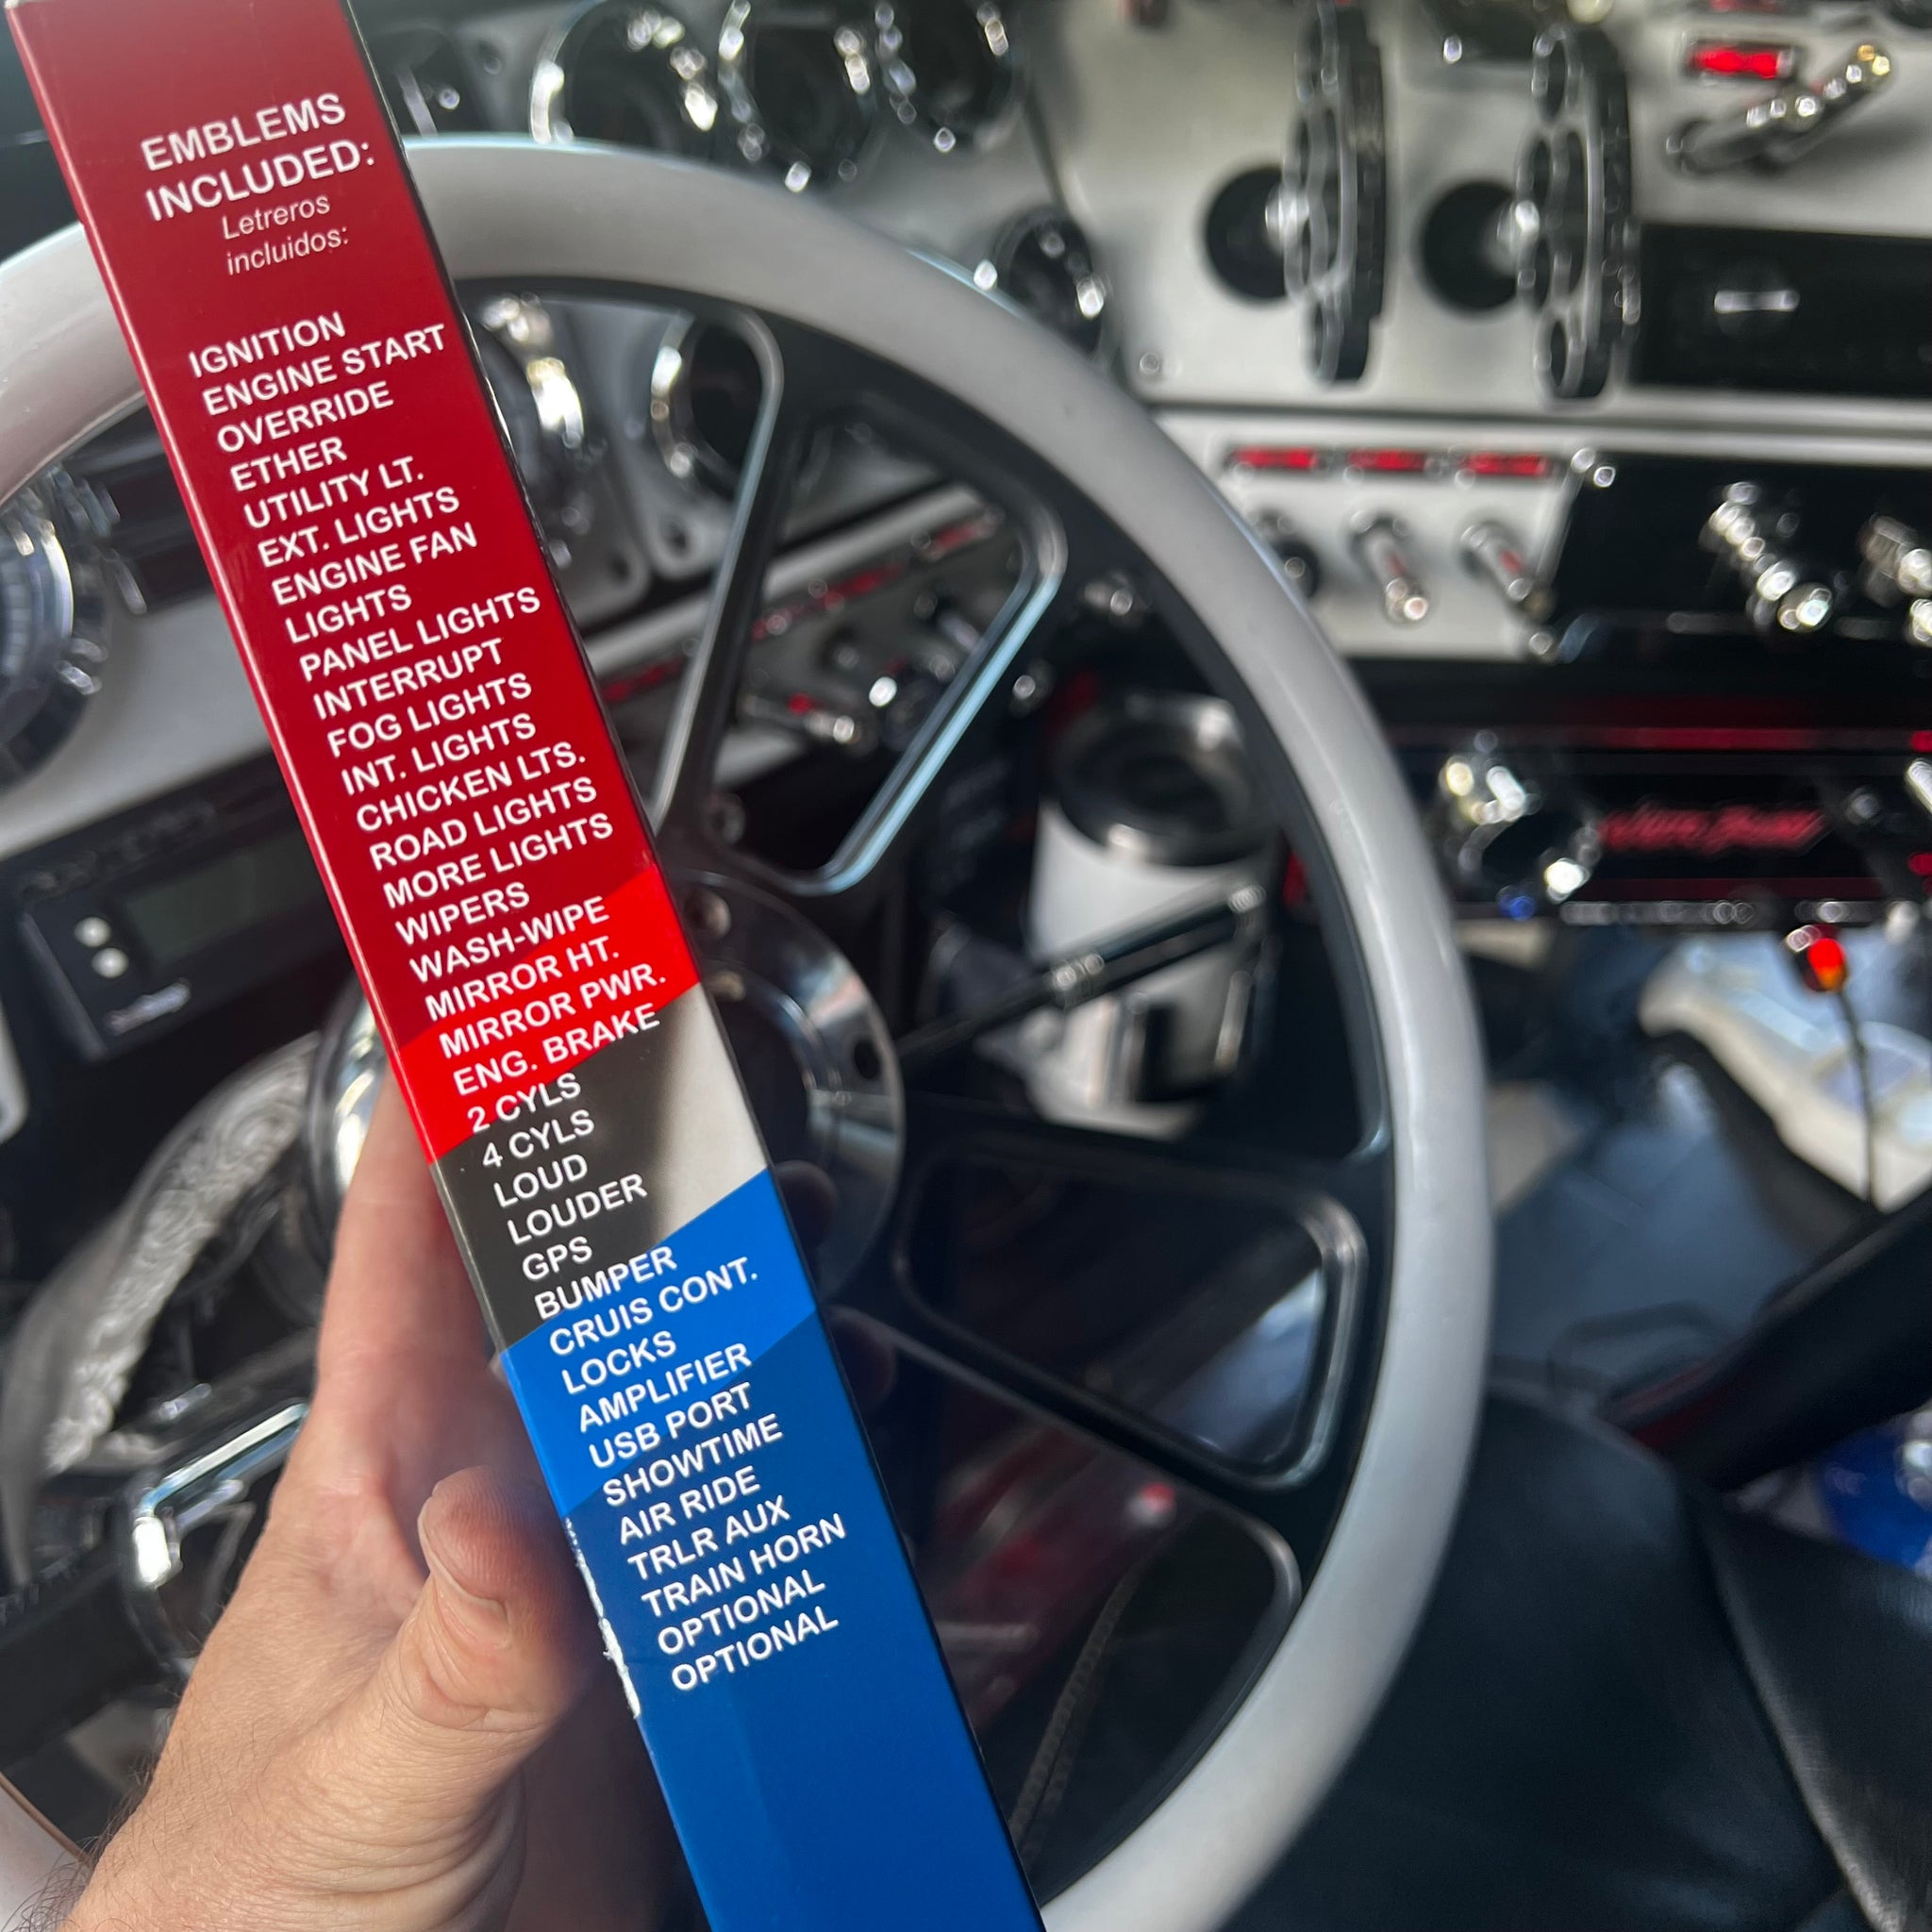 EMBLEMS
INCLUDED:
Letreros
incluidos:
IGNITION
ENGINE START
OVERRIDE
ETHER
UTILITY LT.
EXT. LIGHTS
ENGINE FAN
LIGHTS
PANEL LIGHTS
INTERRUPT
FOG LIGHTS
INT. LIGHTS
CHICKEN LTS.
ROAD LIGHTS
MORE LIGHTS
WIPERS
WASH-WIPE
MIRROR HT.
MIRROR PWR.
ENG. BRAKE
2 CYLS
4 CYLS
LOUD
LOUDER
GPS
BUMPER
CRUIS CONT.
LOCKS
AMPLIFIER
USB PORT
SHOWTIME
AIR RIDE
TRLR AUX
TRAIN HORN
OPTIONAL
OPTIONAL